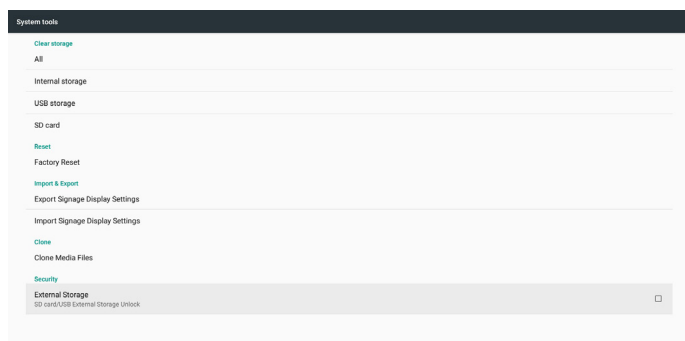 System tools
Clear storage
All
Internal storage
USB storage
SD card
Reset
Factory Reset
Import & Export
Export Signage Display Settings
Import Signage Display Settings
Clone
Clone Media Files
Security
External Storage
SD card/USB External Storage Unlock